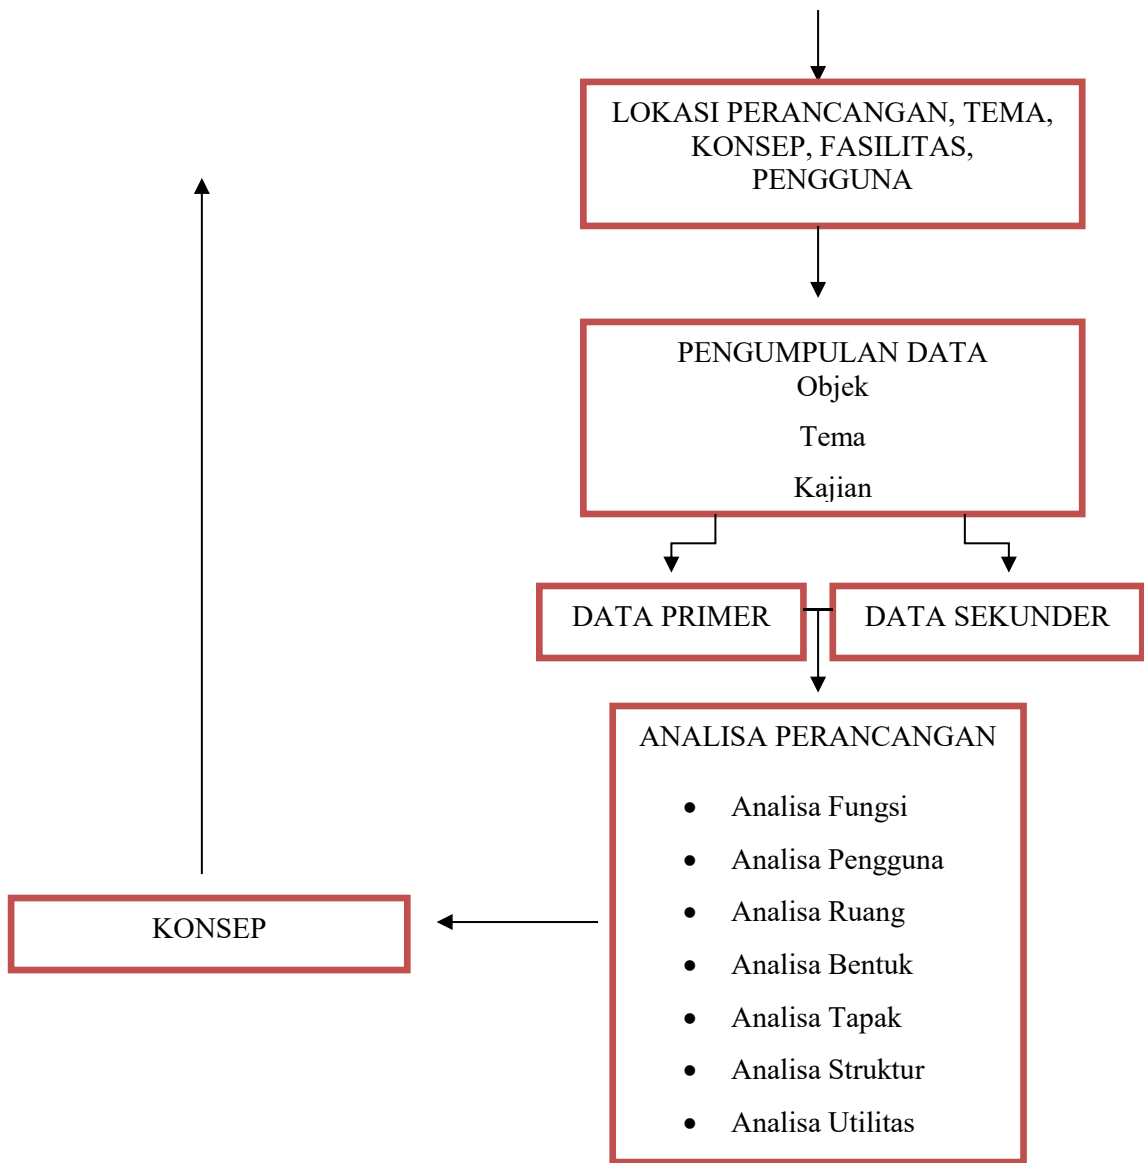 LOKASI PERANCANGAN, TEMA,
KONSEP, FASILITAS,
PENGGUNA
PENGUMPULAN DATA
Objek
Tema
Kajian
DATA PRIMER
DATA SEKUNDER
ANALISA PERANCANGAN
• Analisa Fungsi
• Analisa Pengguna
• Analisa Ruang
• Analisa Bentuk
• Analisa Tapak
• Analisa Struktur
• Analisa Utilitas
KONSEP